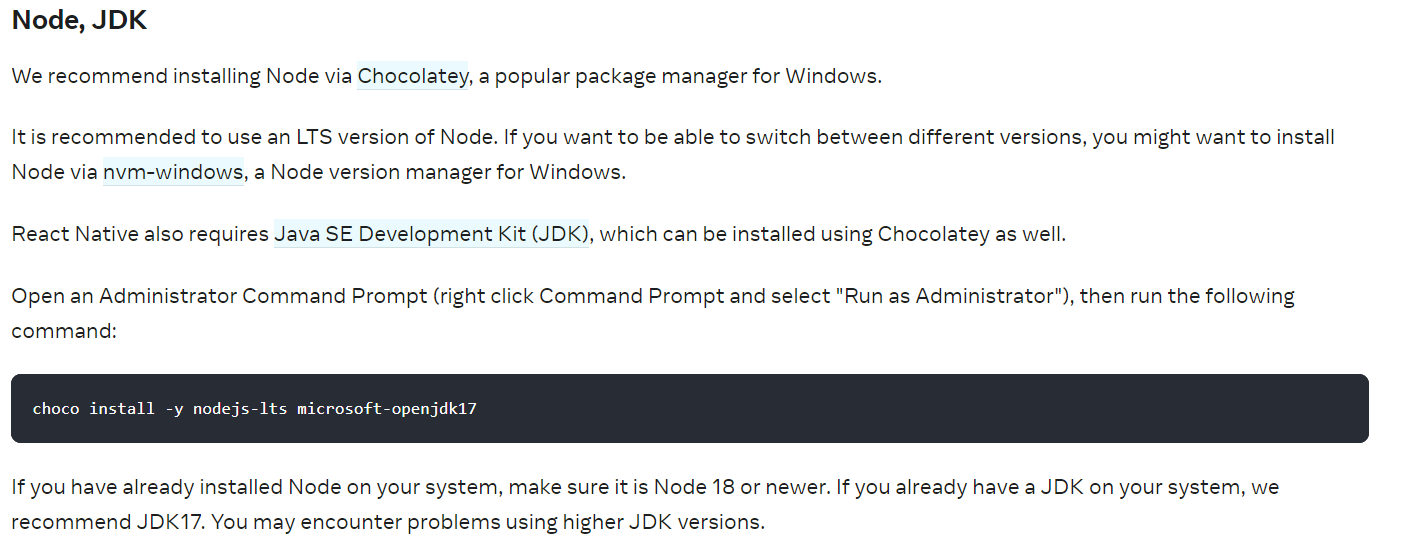 Node, JDK
We recommend installing Node via Chocolatey, a popular package manager for Windows.
It is recommended to use an LTS version of Node. If you want to be able to switch between different versions, you might want to install
Node via nvm-windows, a Node version manager for Windows.
React Native also requires Java SE Development Kit (JDK), which can be installed using Chocolatey as well.
Open an Administrator Command Prompt (right click Command Prompt and select "Run as Administrator"), then run the following
command:
choco install -y nodejs-lts microsoft-openjdk17
If you have already installed Node on your system, make sure it is Node 18 or newer. If you already have a JDK on your system, we
recommend JDK17. You may encounter problems using higher JDK versions.